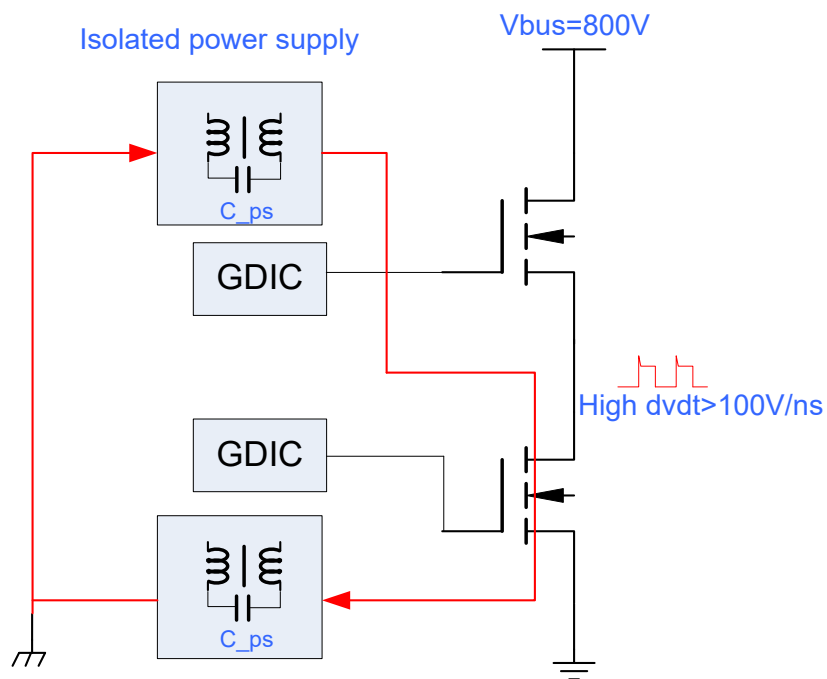 Vbus=800V
Isolated power supply
C_ps
GDIC
High dvdt>100V/ns
GDIC
C_ps